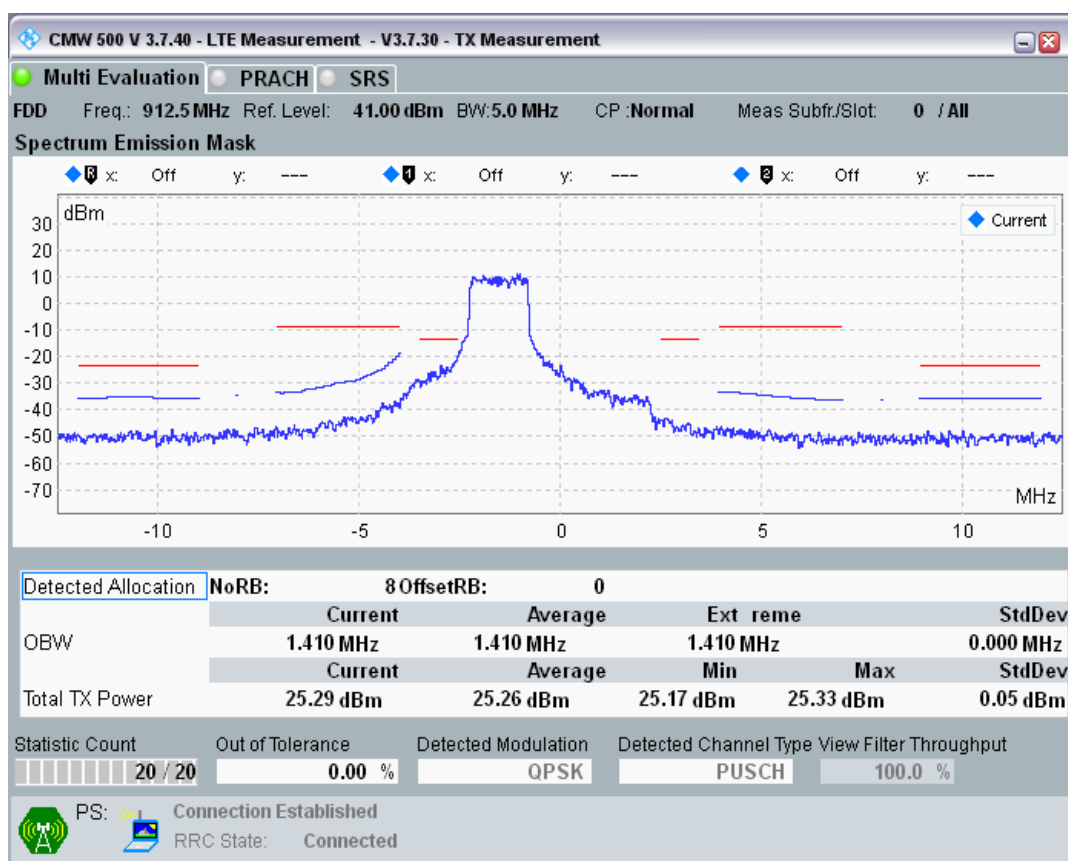 CMW 500 V 3.7.40 - LTE Measurement - V3.7.30 - TX Measurement
Multi Evaluation PRACH SRS
FDD Freq.: 912.5 MHz Ref. Level: 41.00 dBm BW: 5.0 MHz CP : Normal Meas Subfr./Slot: 0 / All
Spectrum Emission Mask
R x: Off y: --- 1 x: Off y: --- 2 x: Off y: ---
dBm
Current
30
20
10
0
-10
-20
-30
-40
-50
-60
-70
MHz
-10 -5 0 5 10
Detected Allocation NoRB: 8 OffsetRB: 0
Current Average Ext reme StdDev
OBW 1.410 MHz 1.410 MHz 1.410 MHz 0.000 MHz
Current Average Min Max StdDev
Total TX Power 25.29 dBm 25.26 dBm 25.17 dBm 25.33 dBm 0.05 dBm
Statistic Count Out of Tolerance Detected Modulation Detected Channel Type View Filter Throughput
20 / 20 0.00 % QPSK PUSCH 100.0 %
PS: Connection Established
RRC State: Connected